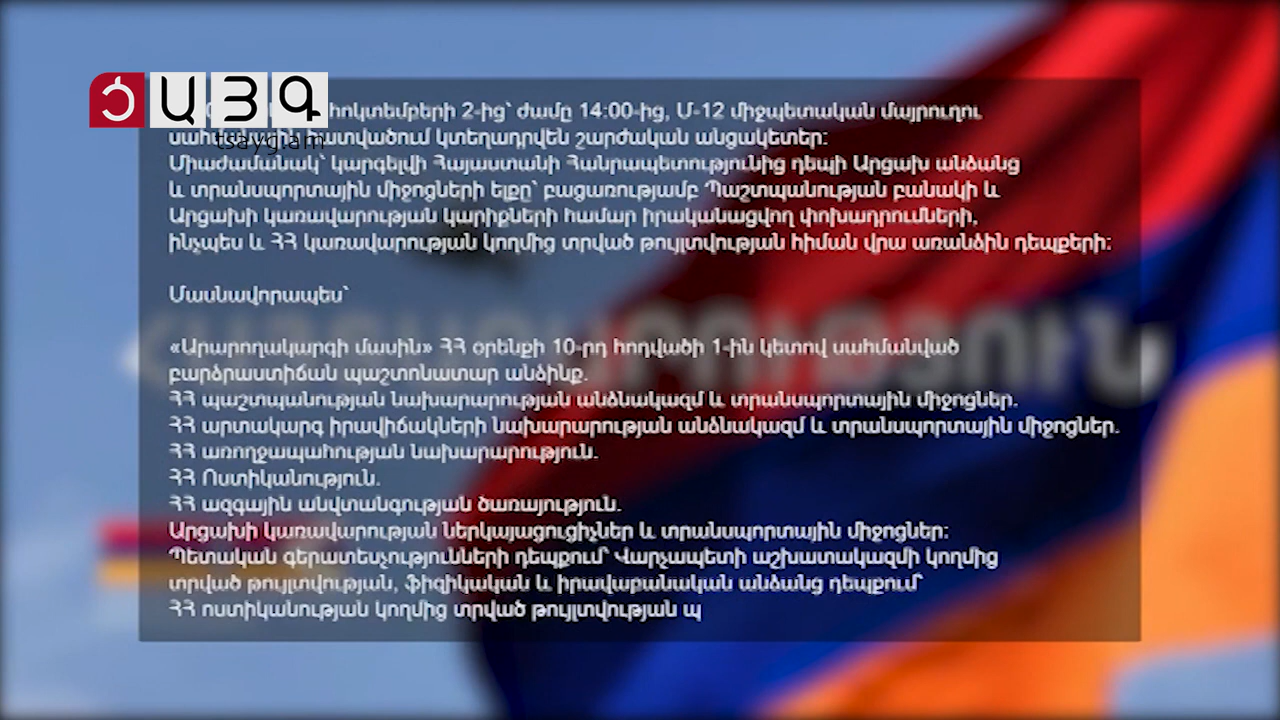 ՇԱՅԳ
tsayg.am
հոկտեմբերի 2-ից՝ ժամը 14:00-ից, Մ-12 միջպետական մայրուղու
հատվածում կտեղադրվեն շարժական անցակետեր:
Միաժամանակ՝ կարգելվի Հայաստանի Հանրապետությունից դեպի Արցախ անձանց
և տրանսպորտային միջոցների ելքը՝ բացառությամբ Պաշտպանության բանակի և
Արցախի կառավարության կարիքների համար իրականացվող փոխադրումների,
ինչպես և ՀՀ կառավարության կողմից տրված թույլտվության հիման վրա առանձին դեպքերի:
Մասնավորապես՝
«Արարողակարգի մասին» ՀՀ օրենքի 10-րդ հոդվածի 1-ին կետով սահմանված
բարձրաստիճան պաշտոնատար անձինք.
ՀՀ պաշտպանության նախարարության անձնակազմ և տրանսպորտային միջոցներ.
ՀՀ արտակարգ իրավիճակների նախարարության անձնակազմ և տրանսպորտային միջոցներ.
ՀՀ առողջապահության նախարարություն.
ՀՀ Ոստիկանություն.
ՀՀ ազգային անվտանգության ծառայություն.
Արցախի կառավարության ներկայացուցիչներ և տրանսպորտային միջոցներ:
Պետական գերատեսչությունների դեպքում՝ Վարչապետի աշխատակազմի կողմից
տրված թույլտվության, ֆիզիկական և իրավաբանական անձանց դեպքում՝
ՀՀ ոստիկանության կողմից տրված թույլտվության պ